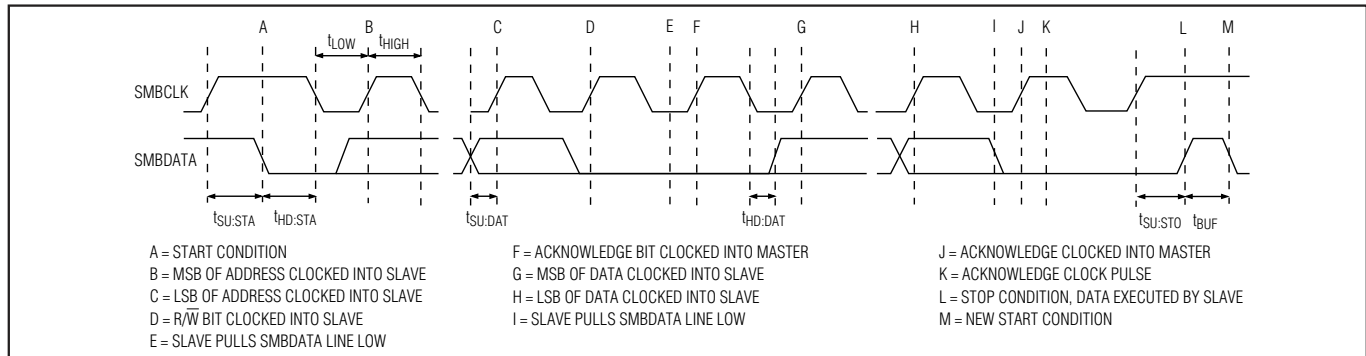 A B C D E F G H I J K L M
tLOW tHIGH
SMBCLK
SMBDATA
tSU:STA tHD:STA tSU:DAT tHD:DAT tSU:STO tBUF
A = START CONDITION
B = MSB OF ADDRESS CLOCKED INTO SLAVE
C = LSB OF ADDRESS CLOCKED INTO SLAVE
D = R/W̅ BIT CLOCKED INTO SLAVE
E = SLAVE PULLS SMBDATA LINE LOW
F = ACKNOWLEDGE BIT CLOCKED INTO MASTER
G = MSB OF DATA CLOCKED INTO SLAVE
H = LSB OF DATA CLOCKED INTO SLAVE
I = SLAVE PULLS SMBDATA LINE LOW
J = ACKNOWLEDGE CLOCKED INTO MASTER
K = ACKNOWLEDGE CLOCK PULSE
L = STOP CONDITION, DATA EXECUTED BY SLAVE
M = NEW START CONDITION